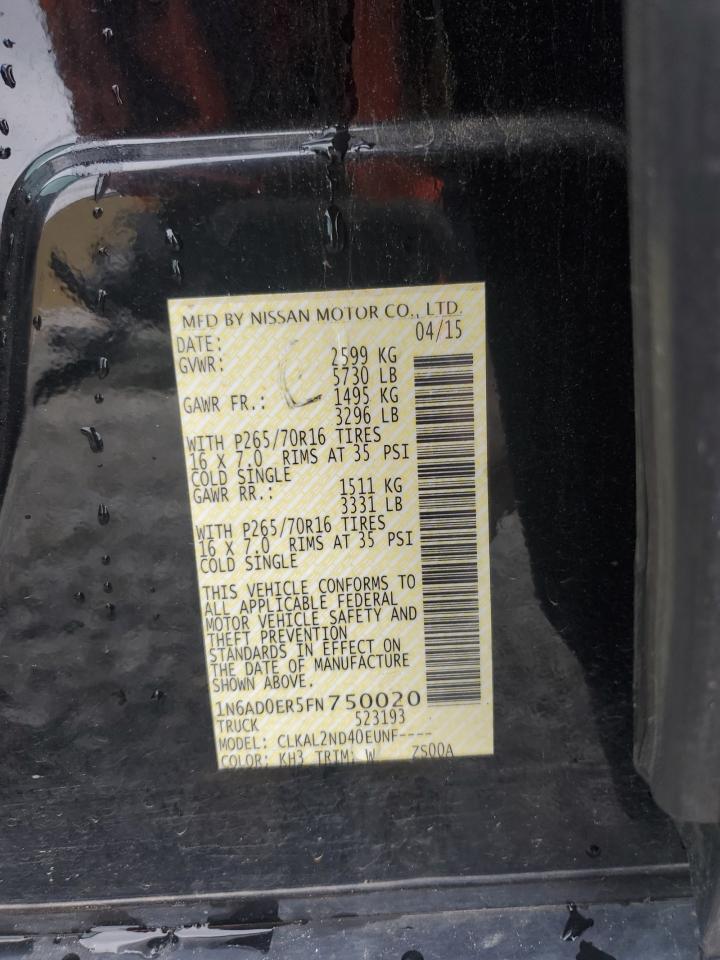 MFD BY NISSAN MOTOR CO., LTD.
DATE: 04/15
GVWR: 2599 KG
5730 LB
GAWR FR.: 1495 KG
3296 LB
WITH P265/70R16 TIRES
16 X 7.0 RIMS AT 35 PSI
COLD SINGLE
GAWR RR.: 1511 KG
3331 LB
WITH P265/70R16 TIRES
16 X 7.0 RIMS AT 35 PSI
COLD SINGLE
THIS VEHICLE CONFORMS TO
ALL APPLICABLE FEDERAL
MOTOR VEHICLE SAFETY AND
THEFT PREVENTION
STANDARDS IN EFFECT ON
THE DATE OF MANUFACTURE
SHOWN ABOVE.
1N6AD0ER5FN750020
TRUCK 523193
MODEL: CLKAL2ND40EUNF----
COLOR: KH3 TRIM: W ZS00A